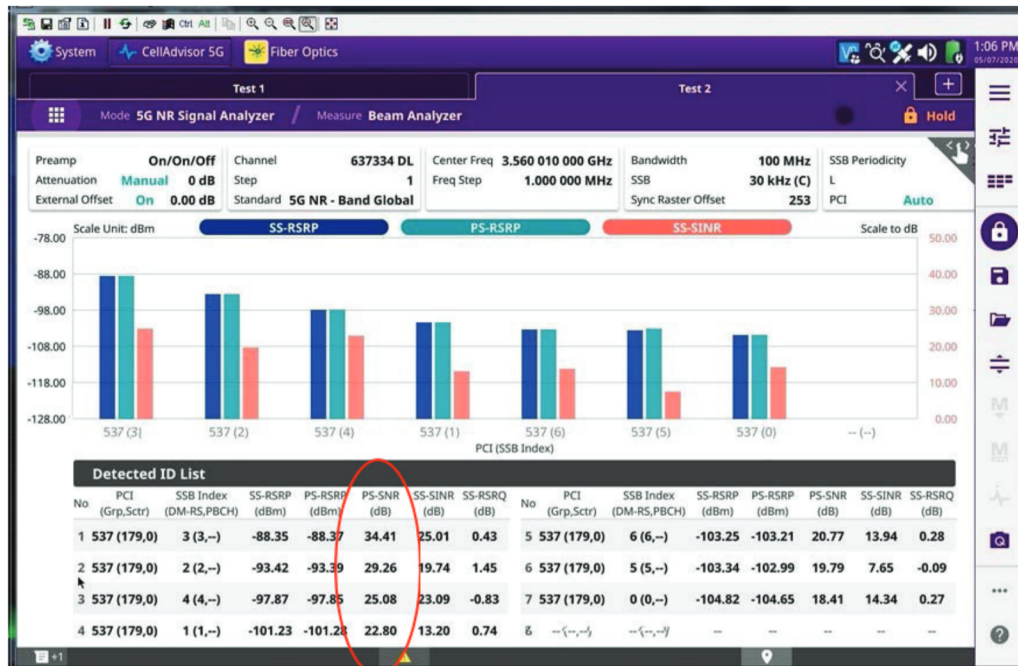 Ctrl Alt
System CellAdvisor 5G Fiber Optics 1:06 PM
05/07/2020
Test 1 Test 2
Mode 5G NR Signal Analyzer / Measure Beam Analyzer Hold
Preamp On/On/Off Channel 637334 DL Center Freq 3.560 010 000 GHz Bandwidth 100 MHz SSB Periodicity
Attenuation Manual 0 dB Step 1 Freq Step 1.000 000 MHz SSB 30 kHz (C) L
External Offset On 0.00 dB Standard 5G NR - Band Global Sync Raster Offset 253 PCI Auto
Scale Unit: dBm SS-RSRP PS-RSRP SS-SINR Scale to dB
-78.00 50.00
-88.00 40.00
-98.00 30.00
-108.00 20.00
-118.00 10.00
-128.00 0.00
537 (3) 537 (2) 537 (4) 537 (1) 537 (6) 537 (5) 537 (0) -- (--)
PCI (SSB Index)
Detected ID List
No PCI (Grp,Sctr) SSB Index (DM-RS,PBCH) SS-RSRP (dBm) PS-RSRP (dBm) PS-SNR (dB) SS-SINR (dB) SS-RSRQ (dB) No PCI (Grp,Sctr) SSB Index (DM-RS,PBCH) SS-RSRP (dBm) PS-RSRP (dBm) PS-SNR (dB) SS-SINR (dB) SS-RSRQ (dB)
1 537 (179,0) 3 (3,--) -88.35 -88.37 34.41 25.01 0.43 5 537 (179,0) 6 (6,--) -103.25 -103.21 20.77 13.94 0.28
2 537 (179,0) 2 (2,--) -93.42 -93.39 29.26 19.74 1.45 6 537 (179,0) 5 (5,--) -103.34 -102.99 19.79 7.65 -0.09
3 537 (179,0) 4 (4,--) -97.87 -97.85 25.08 23.09 -0.83 7 537 (179,0) 0 (0,--) -104.82 -104.65 18.41 14.34 0.27
4 537 (179,0) 1 (1,--) -101.23 -101.28 22.80 13.20 0.74 8 -- (--,--) -- (--,--) -- -- -- -- --
+1